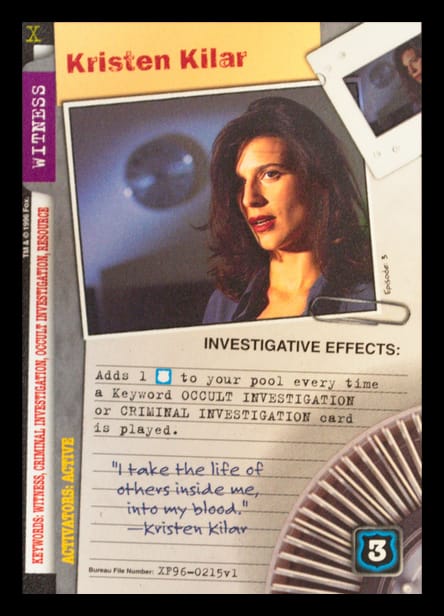 X
Kristen Kilar
WITNESS
TM & © 1996 Fox.
KEYWORDS: WITNESS, CRIMINAL INVESTIGATION, OCCULT INVESTIGATION, RESOURCE
ACTIVATORS: ACTIVE
Episode: 3
INVESTIGATIVE EFFECTS:
Adds 1 to your pool every time
a Keyword OCCULT INVESTIGATION
or CRIMINAL INVESTIGATION card
is played.
"I take the life of
others inside me,
into my blood."
—Kristen Kilar
3
Bureau File Number: XF96-0215v1